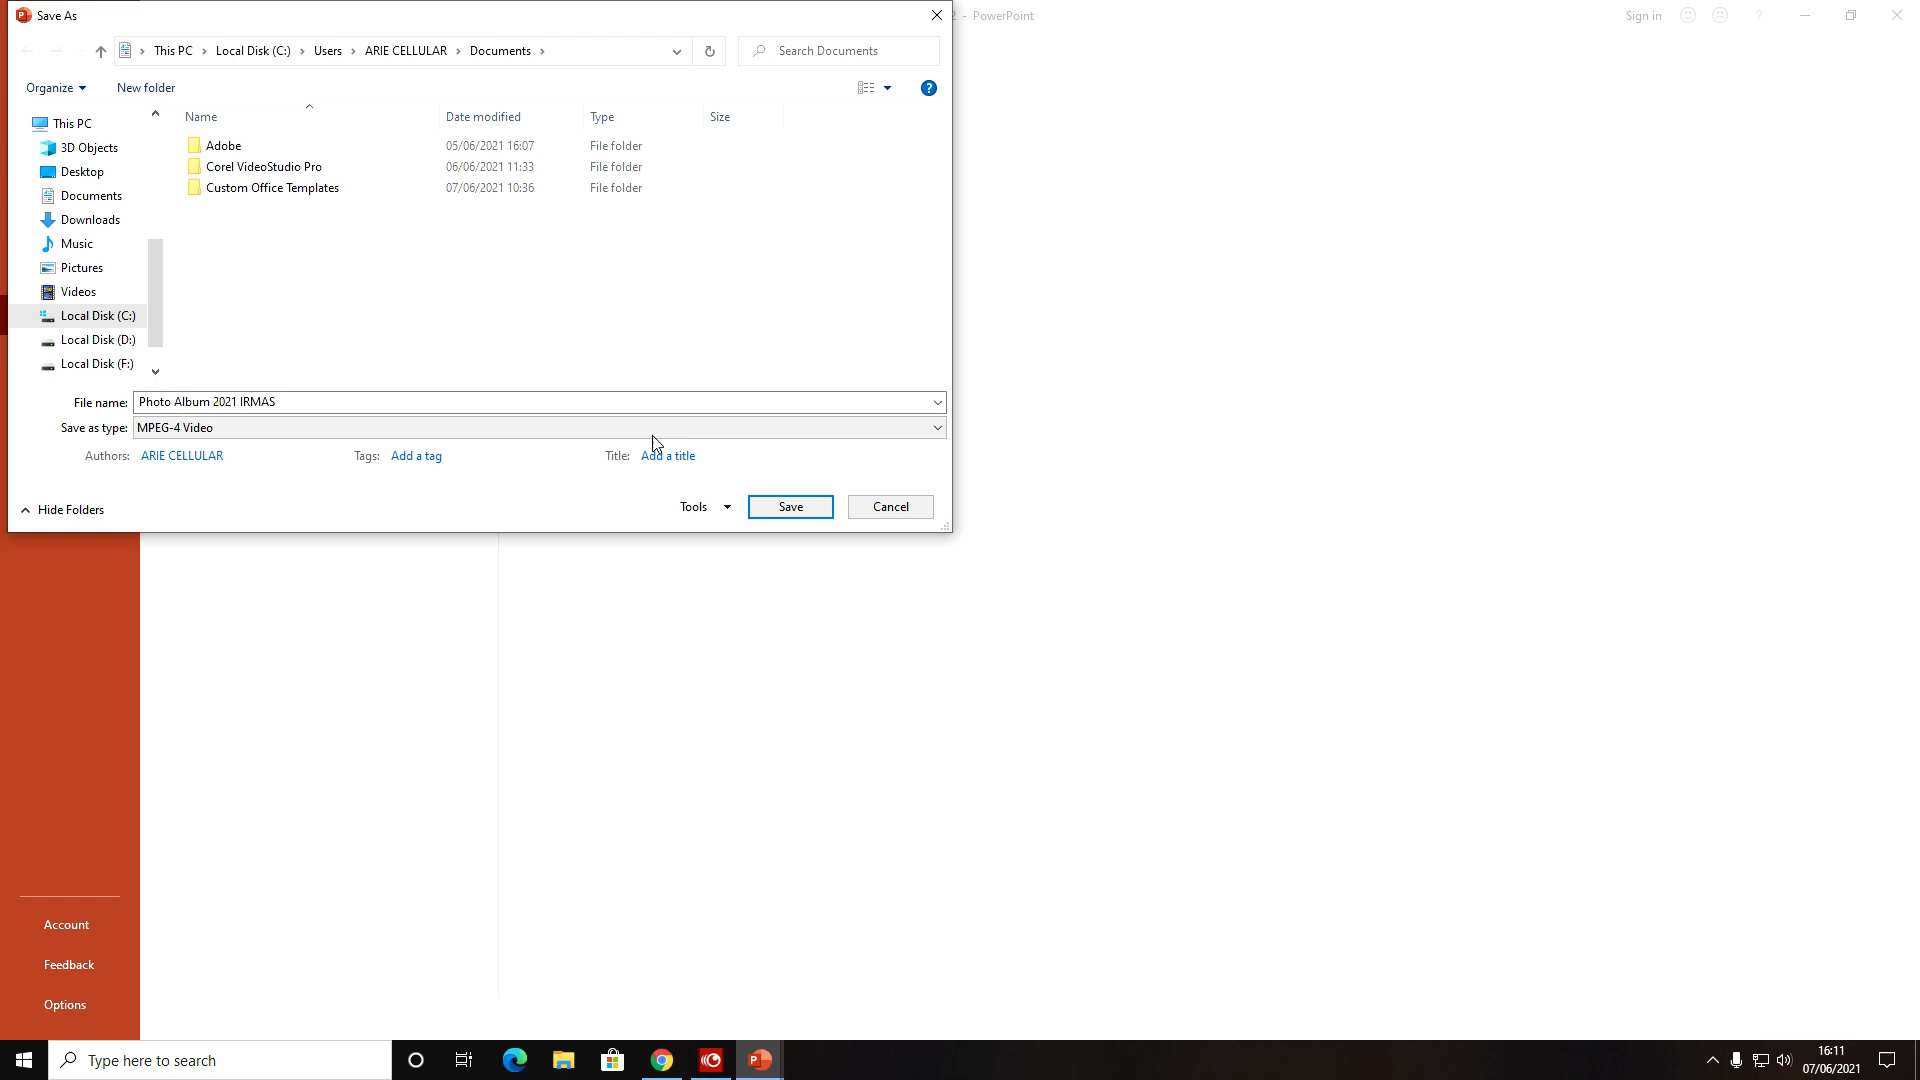 Save As
2 - PowerPoint
Sign in
?
This PC > Local Disk (C:) > Users > ARIE CELLULAR > Documents >
Search Documents
Organize
New folder
?
Name
Date modified
Type
Size
This PC
3D Objects
Desktop
Documents
Downloads
Music
Pictures
Videos
Local Disk (C:)
Local Disk (D:)
Local Disk (F:)
Adobe 05/06/2021 16:07 File folder
Corel VideoStudio Pro 06/06/2021 11:33 File folder
Custom Office Templates 07/06/2021 10:36 File folder
File name: Photo Album 2021 IRMAS
Save as type: MPEG-4 Video
Authors: ARIE CELLULAR
Tags: Add a tag
Title: Add a title
Hide Folders
Tools
Save
Cancel
Account
Feedback
Options
Type here to search
16:11
07/06/2021